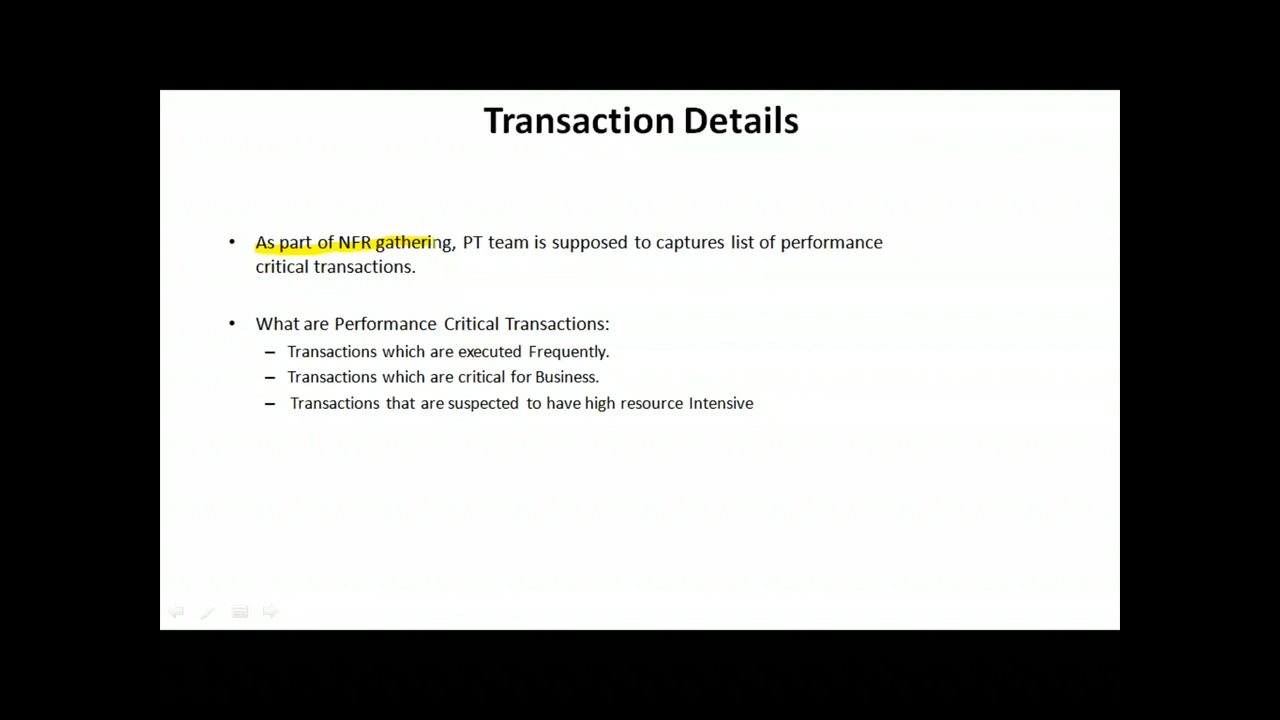 Transaction Details
• As part of NFR gathering, PT team is supposed to captures list of performance
critical transactions.
• What are Performance Critical Transactions:
– Transactions which are executed Frequently.
– Transactions which are critical for Business.
– Transactions that are suspected to have high resource Intensive